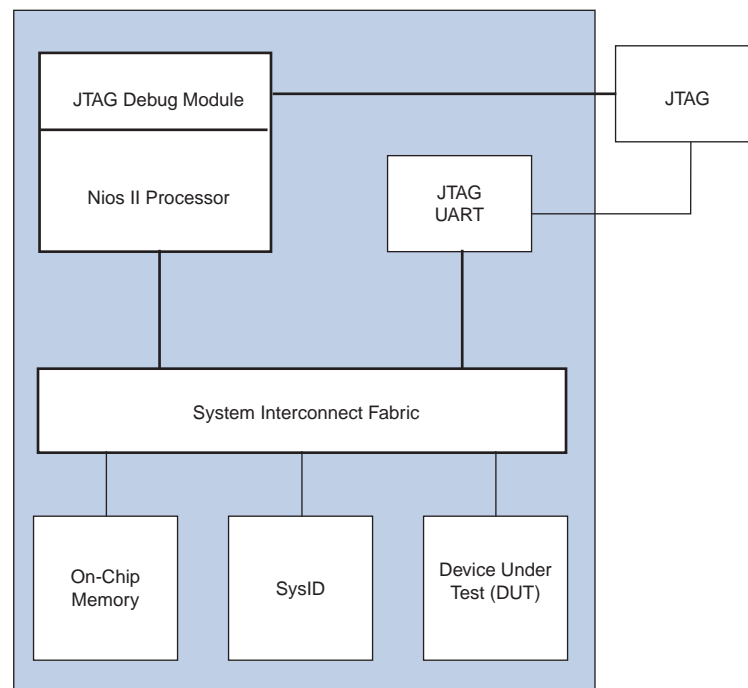 JTAG Debug Module
JTAG
Nios II Processor
JTAG
UART
System Interconnect Fabric
On-Chip
Memory
SysID
Device Under
Test (DUT)